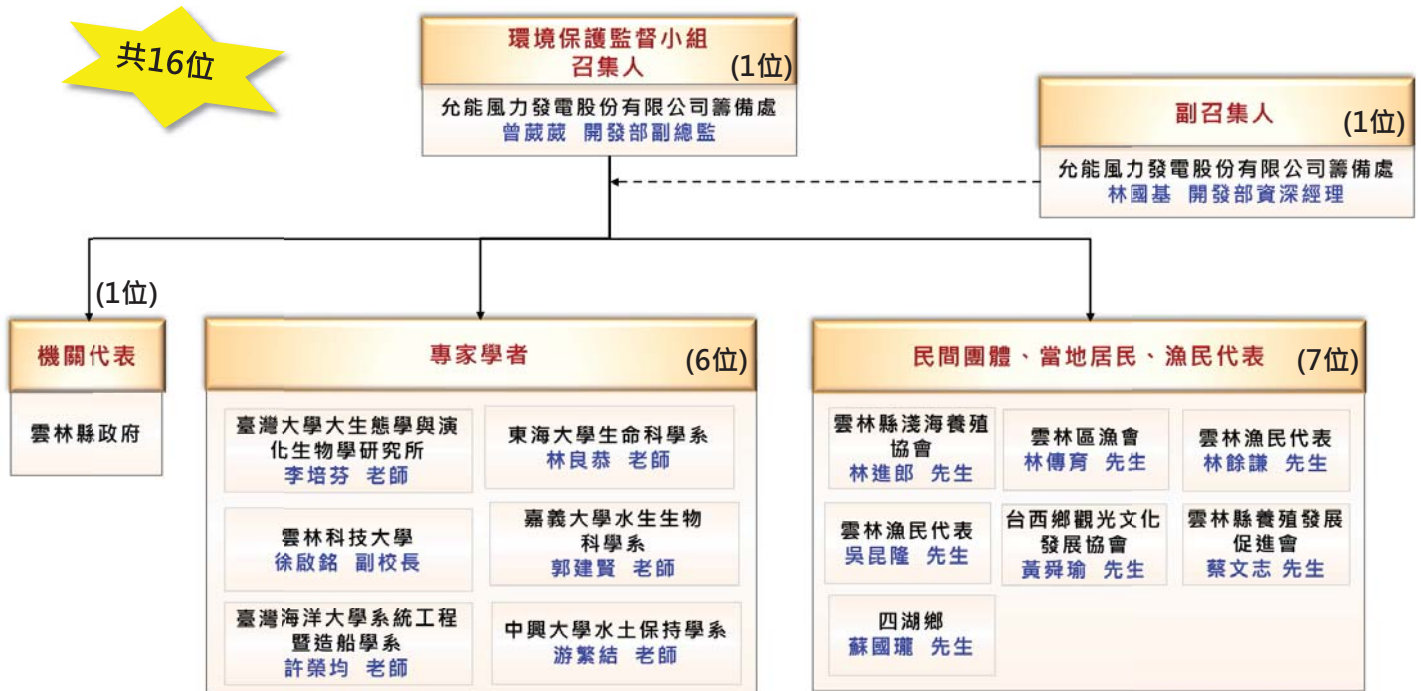 共16位
環境保護監督小組
召集人 (1位)
允能風力發電股份有限公司籌備處
曾葳葳 開發部副總監
副召集人 (1位)
允能風力發電股份有限公司籌備處
林國基 開發部資深經理
(1位)
機關代表
雲林縣政府
專家學者 (6位)
臺灣大學大生態學與演
化生物學研究所
李培芬 老師
東海大學生命科學系
林良恭 老師
雲林科技大學
徐啟銘 副校長
嘉義大學水生生物
科學系
郭建賢 老師
臺灣海洋大學系統工程
暨造船學系
許榮均 老師
中興大學水土保持學系
游繁結 老師
民間團體、當地居民、漁民代表 (7位)
雲林縣淺海養殖
協會
林進郎 先生
雲林區漁會
林傳育 先生
雲林漁民代表
林餘謙 先生
雲林漁民代表
吳昆隆 先生
台西鄉觀光文化
發展協會
黃舜瑜 先生
雲林縣養殖發展
促進會
蔡文志 先生
四湖鄉
蘇國瓏 先生